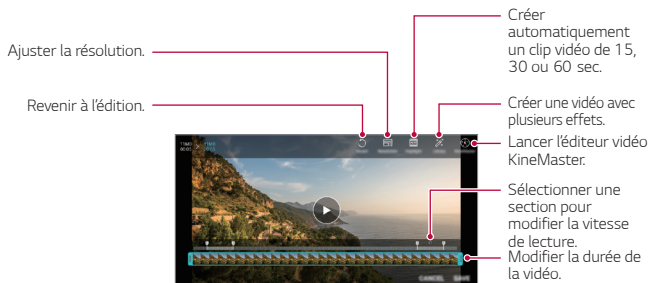 Créer
automatiquement
un clip vidéo de 15,
30 ou 60 sec.
Ajuster la résolution.
Revenir à l'édition.
Créer une vidéo avec
plusieurs effets.
Lancer l'éditeur vidéo
KineMaster.
Sélectionner une
section pour
modifier la vitesse
de lecture.
Modifier la durée de
la vidéo.
CANCEL SAVE